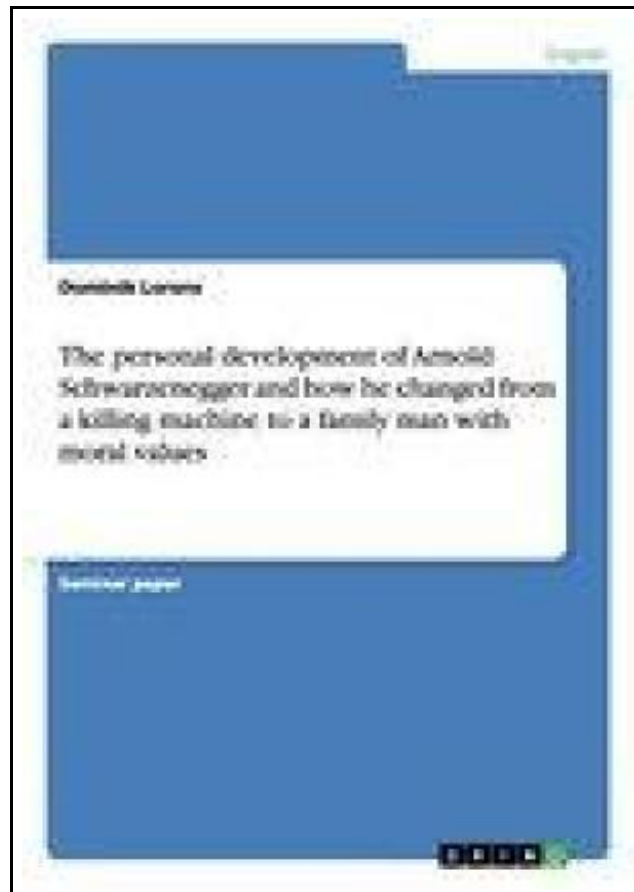 Dominik Lorenz
The personal development of Arnold
Schwarzenegger and how he changed from
a killing machine to a family man with
moral values
Seminar paper
GRIN